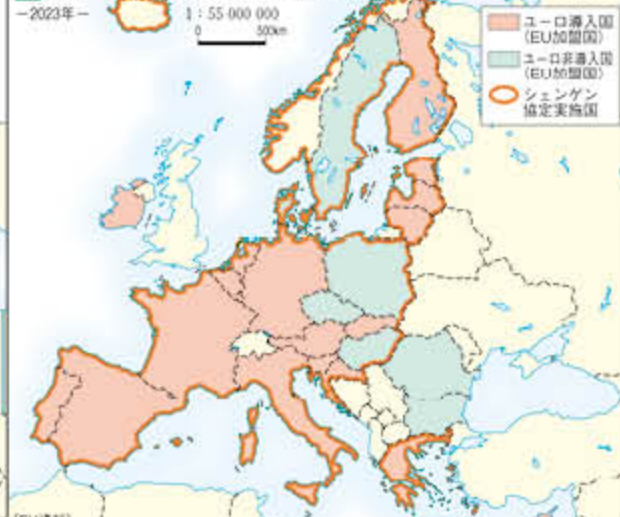 －2023年－
1：55 000 000
0 500km
ユーロ導入国
(EU加盟国)
ユーロ非導入国
(EU加盟国)
シェンゲン
協定実施国